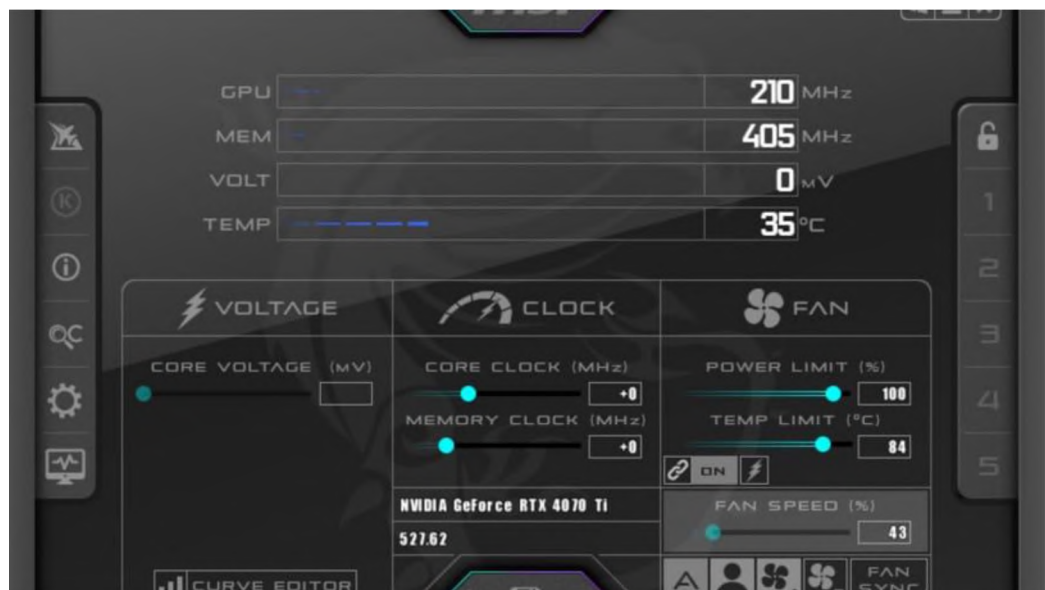 GPU 210 MHz
MEM 405 MHz
VOLT 0 MV
TEMP 35 °C
K
1
2
3
4
5
VOLTAGE
CLOCK
FAN
CORE VOLTAGE (MV)
CORE CLOCK (MHz)
+0
MEMORY CLOCK (MHz)
+0
POWER LIMIT (%)
100
TEMP LIMIT (°C)
84
ON
NVIDIA GeForce RTX 4070 Ti
527.62
FAN SPEED (%)
43
CURVE EDITOR
A
FAN
SYNC